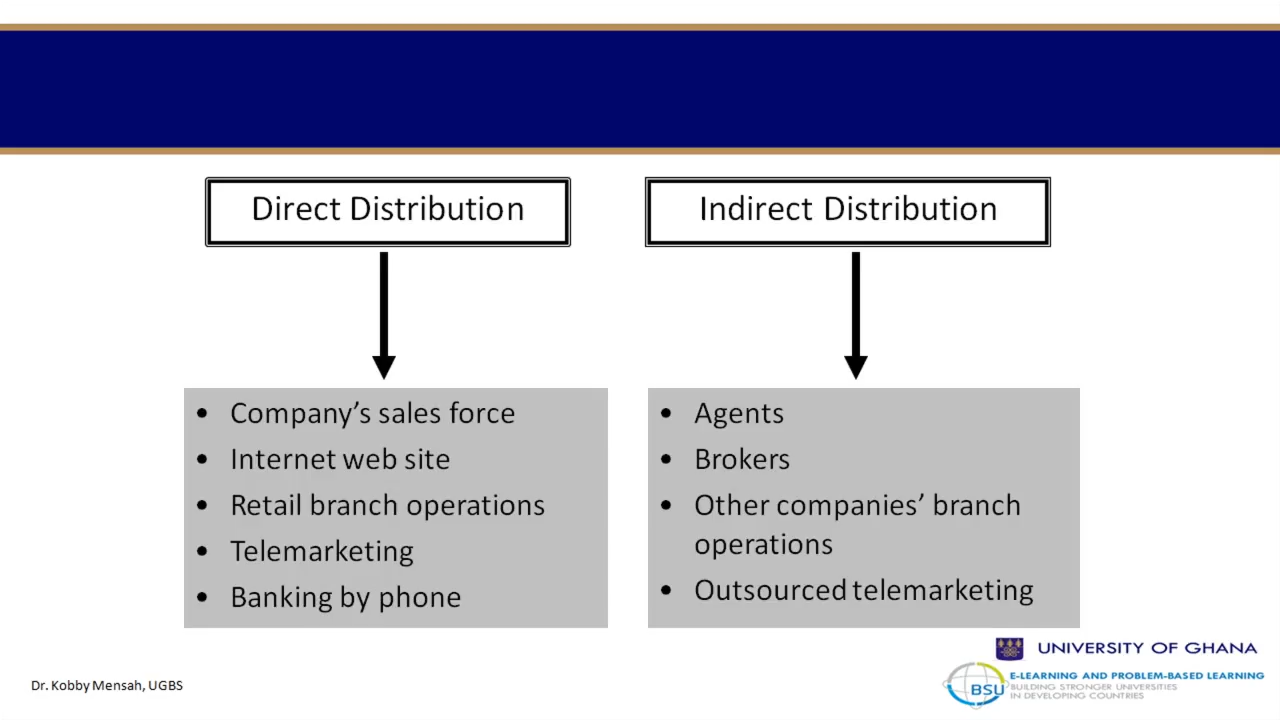 Direct Distribution
Indirect Distribution
• Company’s sales force
• Internet web site
• Retail branch operations
• Telemarketing
• Banking by phone
• Agents
• Brokers
• Other companies’ branch
operations
• Outsourced telemarketing
Dr. Kobby Mensah, UGBS
UNIVERSITY OF GHANA
BSU
E-LEARNING AND PROBLEM-BASED LEARNING
BUILDING STRONGER UNIVERSITIES
IN DEVELOPING COUNTRIES